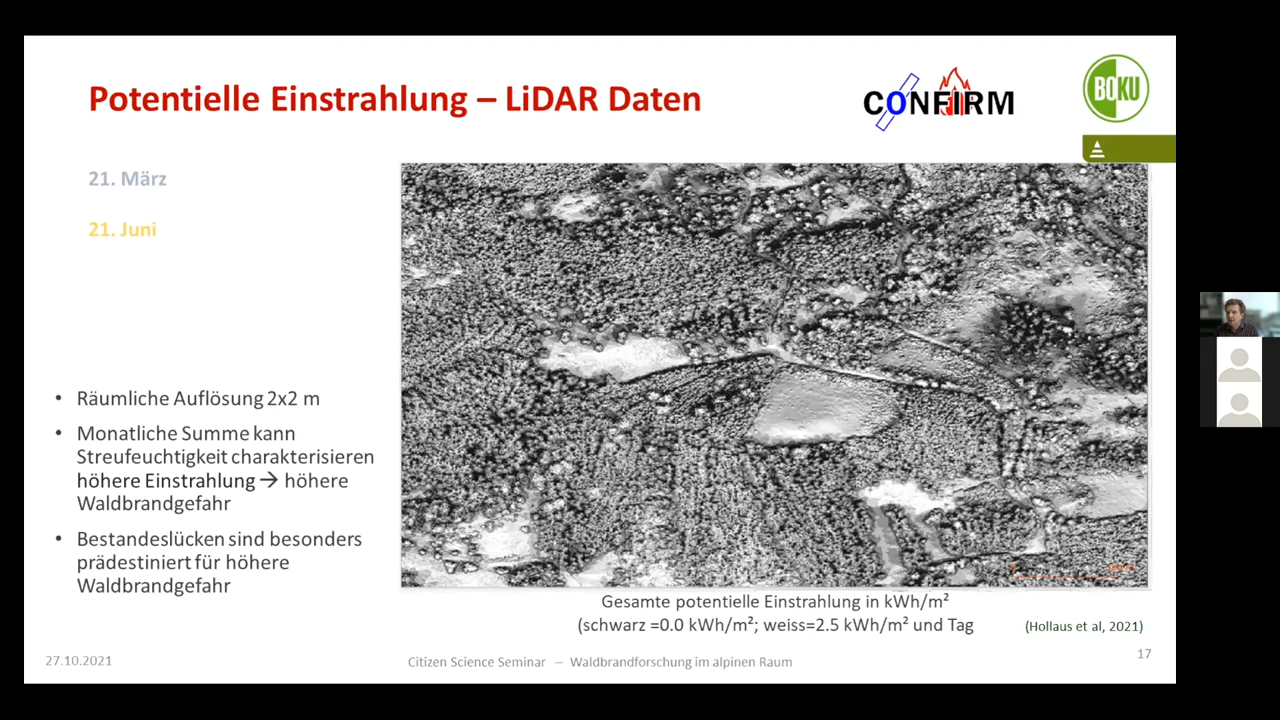 Potentielle Einstrahlung – LiDAR Daten
CONFIRM
BOKU
21. März
21. Juni
• Räumliche Auflösung 2x2 m
• Monatliche Summe kann
Streufeuchtigkeit charakterisieren
höhere Einstrahlung → höhere
Waldbrandgefahr
• Bestandeslücken sind besonders
prädestiniert für höhere
Waldbrandgefahr
Gesamte potentielle Einstrahlung in kWh/m²
(schwarz =0.0 kWh/m²; weiss=2.5 kWh/m² und Tag
(Hollaus et al, 2021)
27.10.2021
Citizen Science Seminar – Waldbrandforschung im alpinen Raum
17